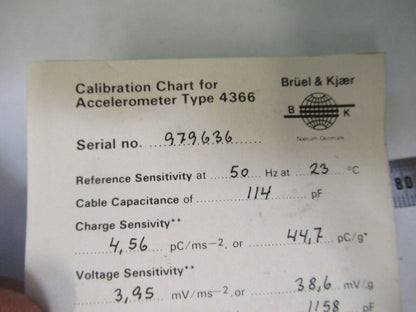 Calibration Chart for
Accelerometer Type 4366
Brüel & Kjær
B K
Nærum Denmark
Serial no. ...979636...
Reference Sensitivity at ...50... Hz at ...23... °C
Cable Capacitance of ...114... pF
Charge Sensivity**
4,56 pC/ms-2, or 44,7 pC/g*
Voltage Sensitivity**
3,95 mV/ms-2, or 38,6 mV/g
1158 pF
80